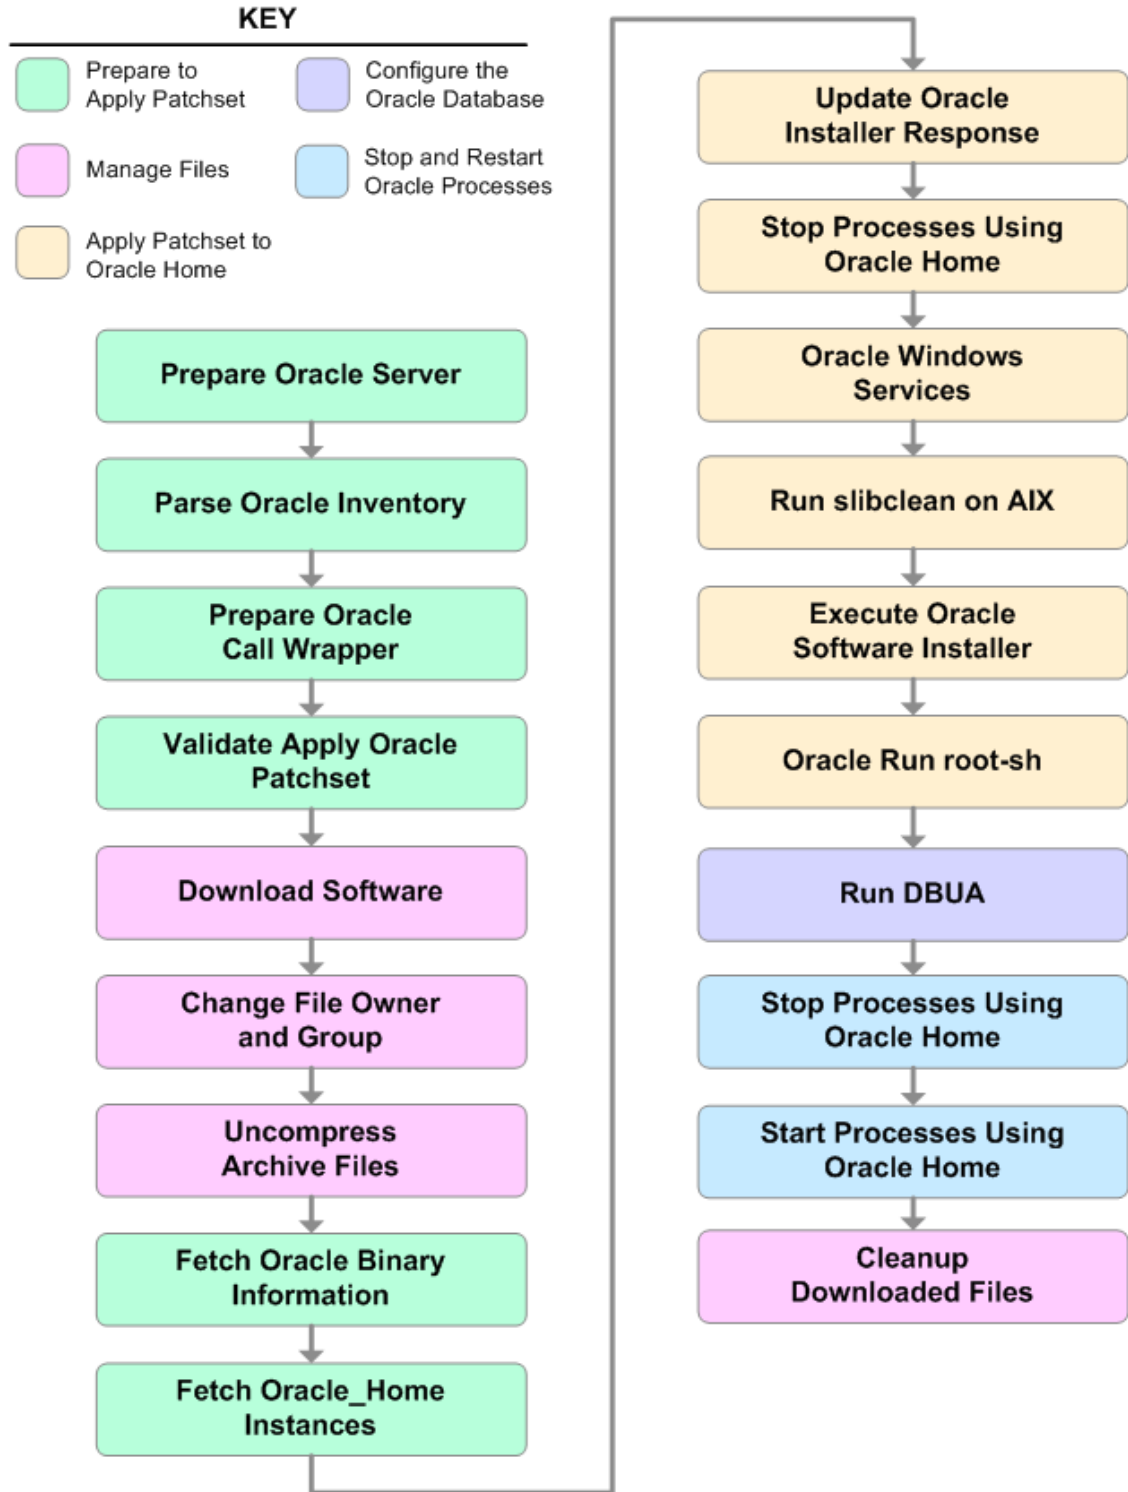 KEY
Prepare to
Apply Patchset
Configure the
Oracle Database
Manage Files
Stop and Restart
Oracle Processes
Apply Patchset to
Oracle Home
Prepare Oracle Server
Parse Oracle Inventory
Prepare Oracle
Call Wrapper
Validate Apply Oracle
Patchset
Download Software
Change File Owner
and Group
Uncompress
Archive Files
Fetch Oracle Binary
Information
Fetch Oracle_Home
Instances
Update Oracle
Installer Response
Stop Processes Using
Oracle Home
Oracle Windows
Services
Run slibclean on AIX
Execute Oracle
Software Installer
Oracle Run root-sh
Run DBUA
Stop Processes Using
Oracle Home
Start Processes Using
Oracle Home
Cleanup
Downloaded Files